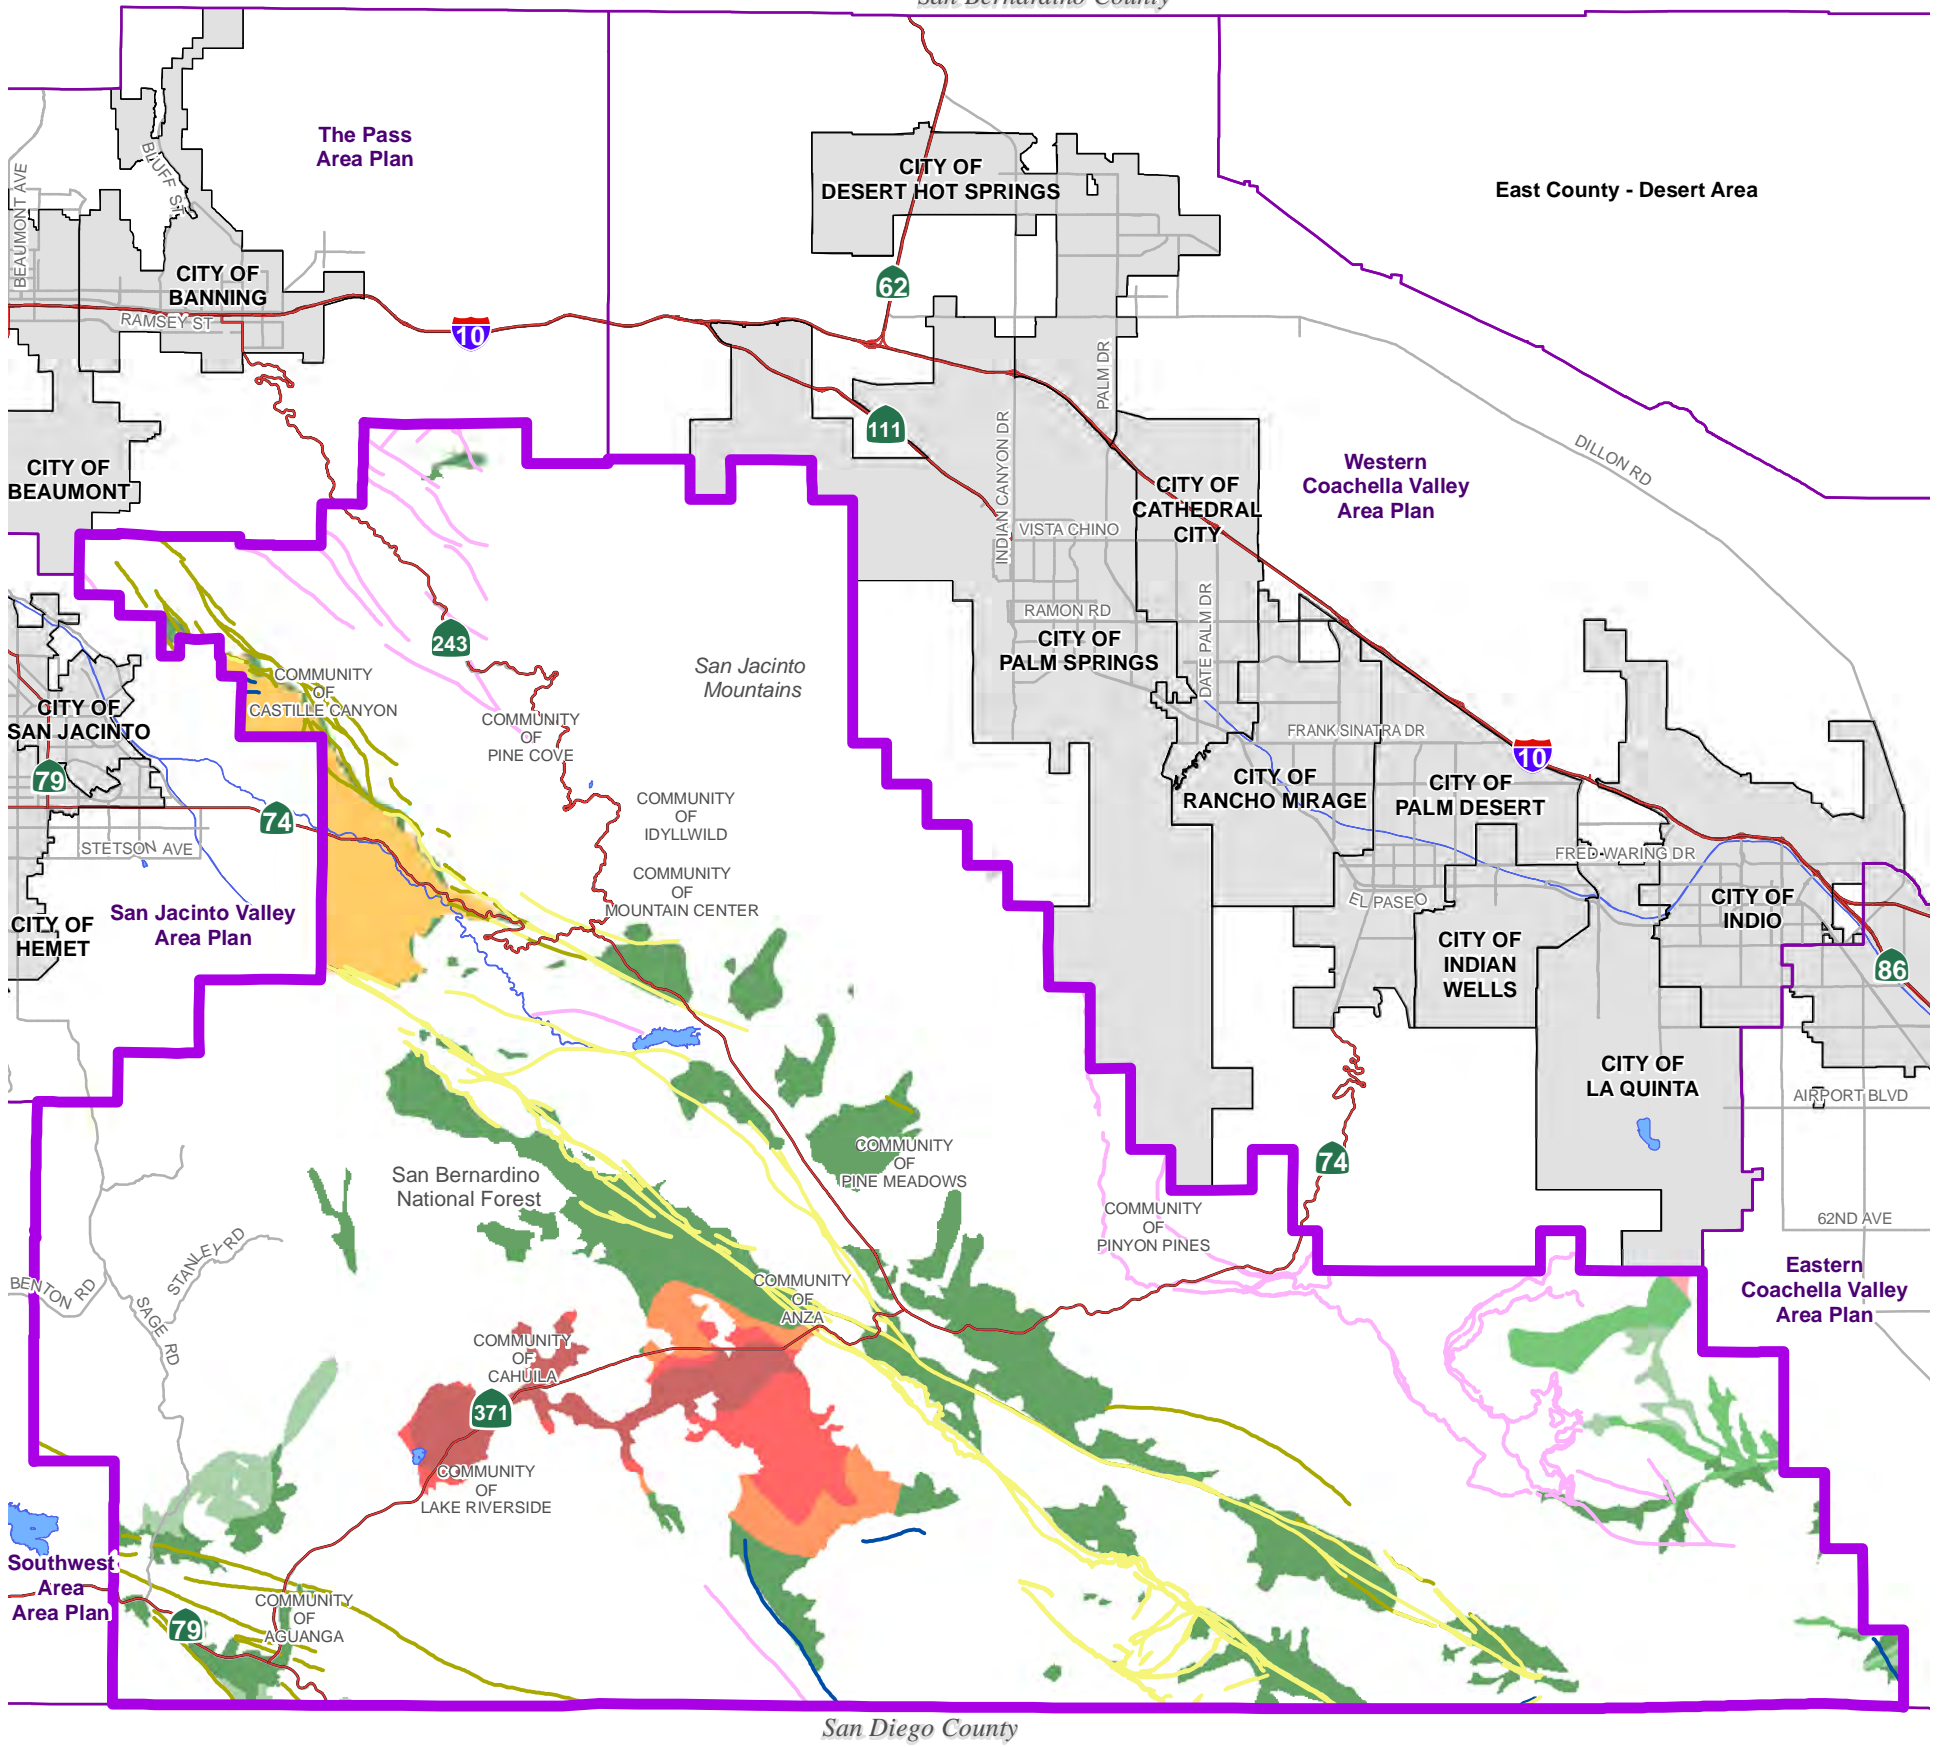 San Bernardino County
The Pass
Area Plan
CITY OF
DESERT HOT SPRINGS
East County - Desert Area
BEAUMONT AVE
BLUFF ST
CITY OF
BANNING
RAMSEY ST
10
62
PALM DR
111
INDIAN CANYON DR
CITY OF
BEAUMONT
Western
Coachella Valley
Area Plan
DILLON RD
CITY OF
CATHEDRAL
CITY
VISTA CHINO
RAMON RD
DATE PALM DR
CITY OF
PALM SPRINGS
243
San Jacinto
Mountains
COMMUNITY
OF
CASTILLE CANYON
CITY OF
SAN JACINTO
COMMUNITY
OF
PINE COVE
FRANK SINATRA DR
10
79
CITY OF
RANCHO MIRAGE
CITY OF
PALM DESERT
74
STETSON AVE
COMMUNITY
OF
IDYLLWILD
FRED WARING DR
COMMUNITY
OF
MOUNTAIN CENTER
EL PASEO
CITY OF
INDIO
San Jacinto Valley
Area Plan
CITY OF
HEMET
CITY OF
INDIAN
WELLS
86
CITY OF
LA QUINTA
AIRPORT BLVD
COMMUNITY
OF
PINE MEADOWS
74
San Bernardino
National Forest
COMMUNITY
OF
PINYON PINES
62ND AVE
STANLEY RD
BENTON RD
SAGE RD
COMMUNITY
OF
ANZA
Eastern
Coachella Valley
Area Plan
COMMUNITY
OF
CAHUILA
371
COMMUNITY
OF
LAKE RIVERSIDE
Southwest
Area
Area Plan
79
COMMUNITY
OF
AGUANGA
San Diego County